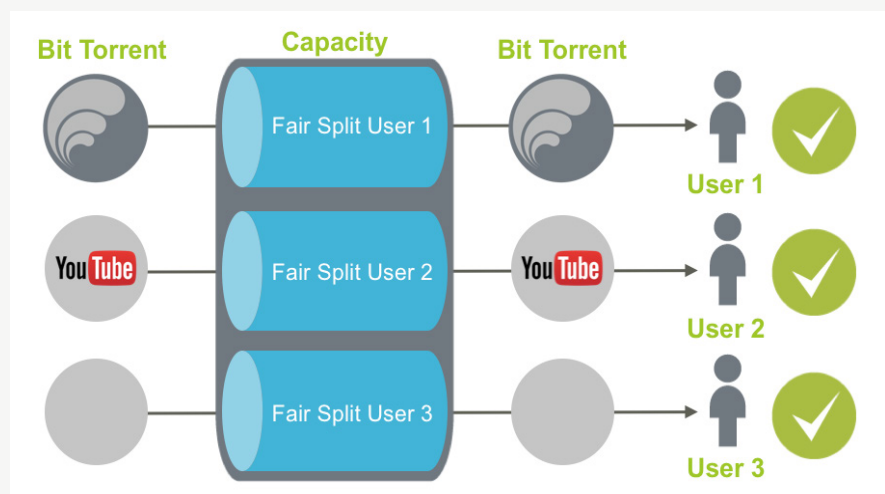 Bit Torrent
Capacity
Bit Torrent
Fair Split User 1
User 1
YouTube
Fair Split User 2
YouTube
User 2
Fair Split User 3
User 3